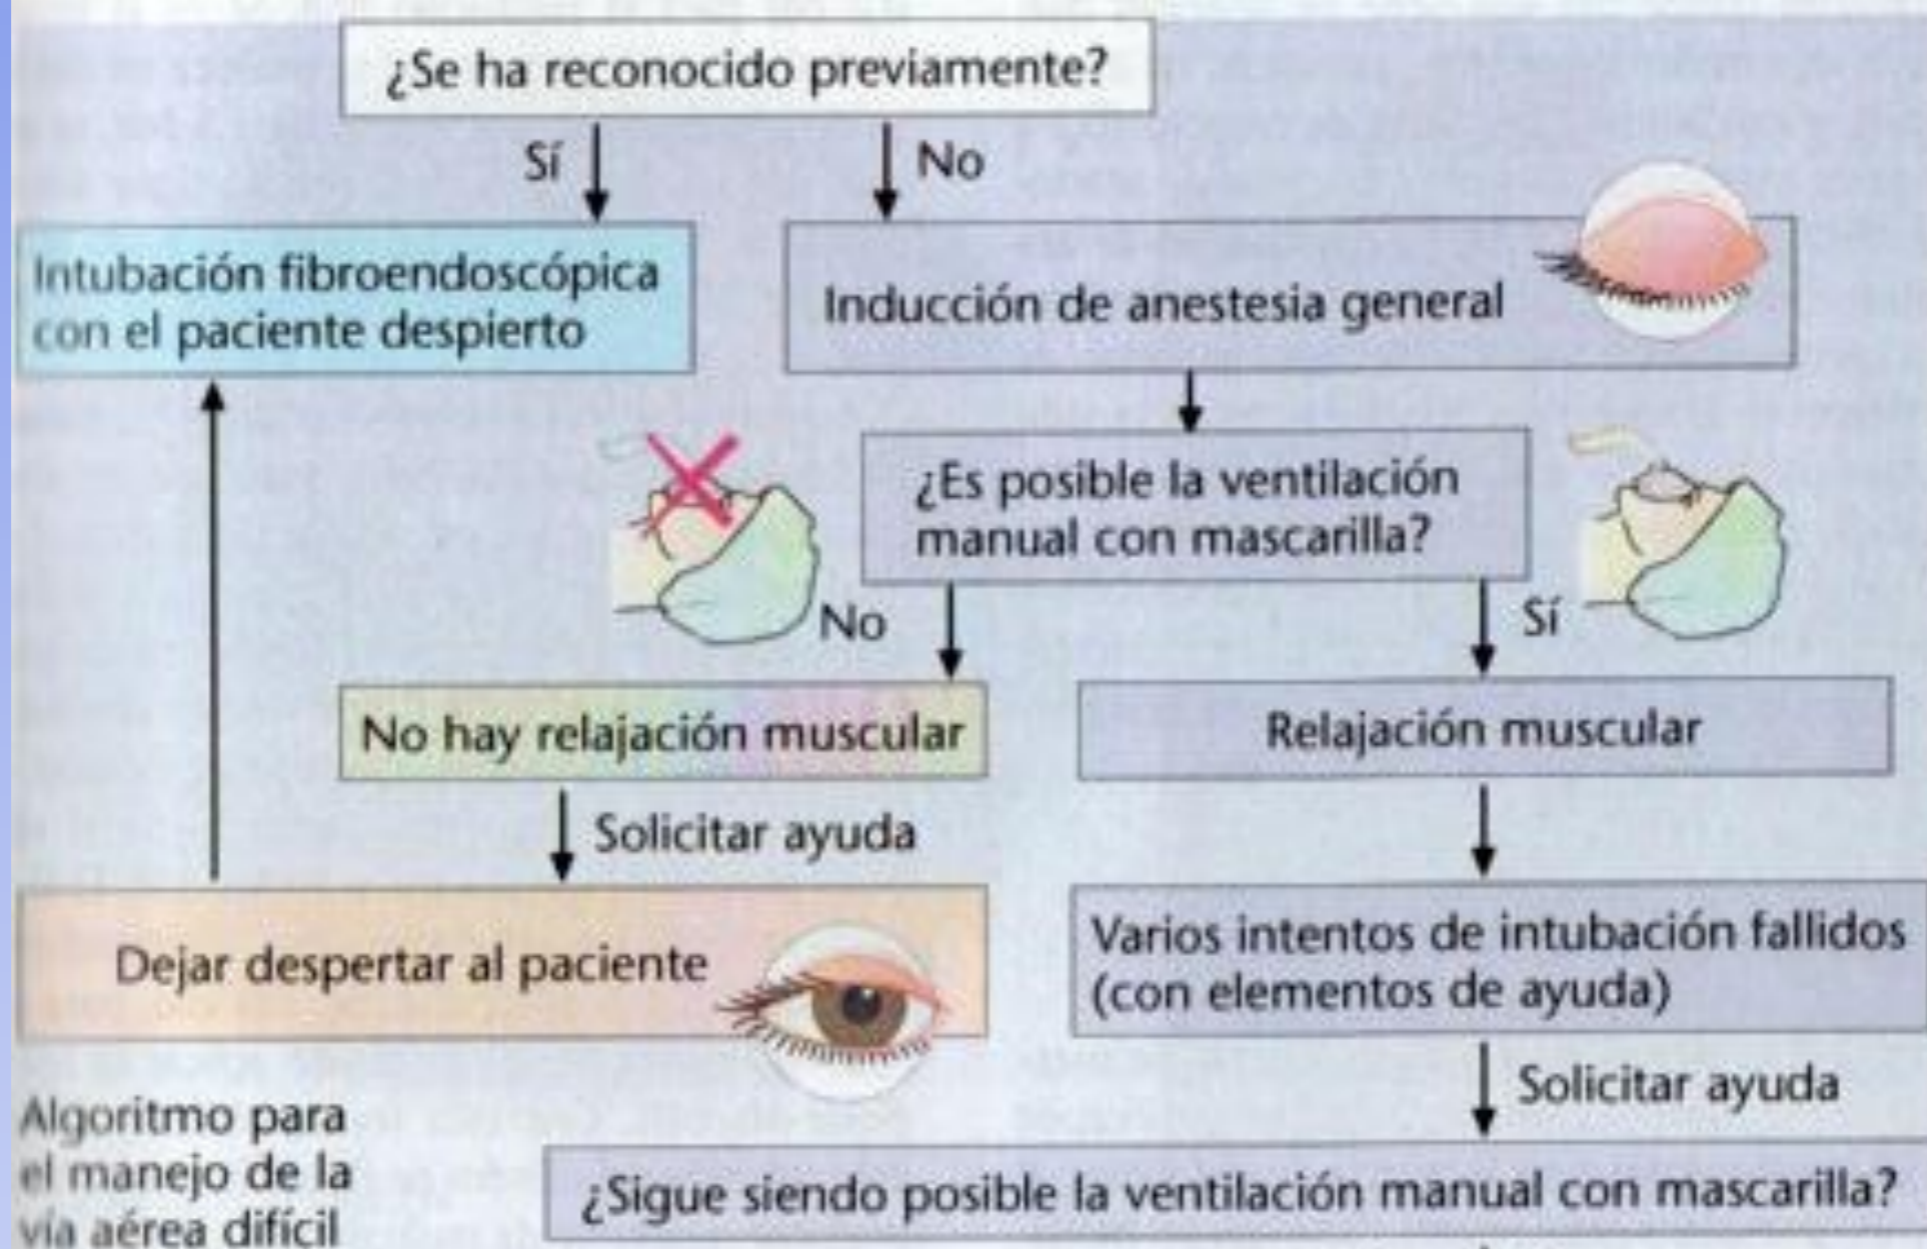 ¿Se ha reconocido previamente?
Sí
No
Intubación fibroendoscópica
con el paciente despierto
Inducción de anestesia general
¿Es posible la ventilación
manual con mascarilla?
No
Sí
No hay relajación muscular
Relajación muscular
Solicitar ayuda
Dejar despertar al paciente
Varios intentos de intubación fallidos
(con elementos de ayuda)
Solicitar ayuda
Algoritmo para
el manejo de la
vía aérea difícil
¿Sigue siendo posible la ventilación manual con mascarilla?